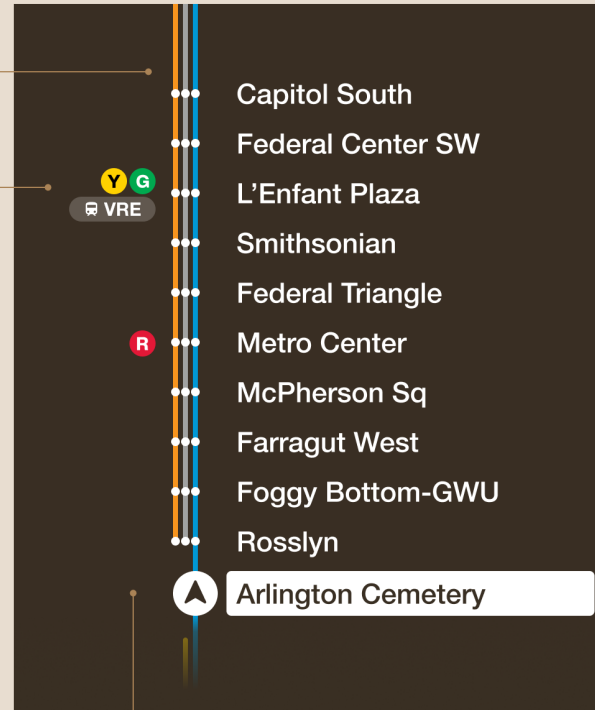 Capitol South
Federal Center SW
Y G
L’Enfant Plaza
VRE
Smithsonian
Federal Triangle
R
Metro Center
McPherson Sq
Farragut West
Foggy Bottom-GWU
Rosslyn
Arlington Cemetery